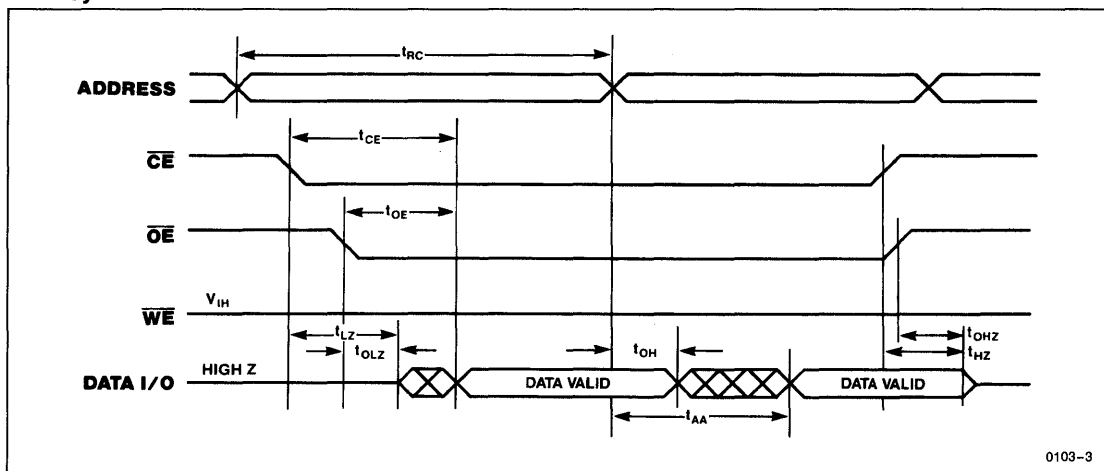 tRC
ADDRESS
tCE
CE
tOE
OE
VIH
WE
tLZ
tOHZ
tOLZ
tOH
tHZ
HIGH Z
DATA I/O
DATA VALID
DATA VALID
tAA
0103-3